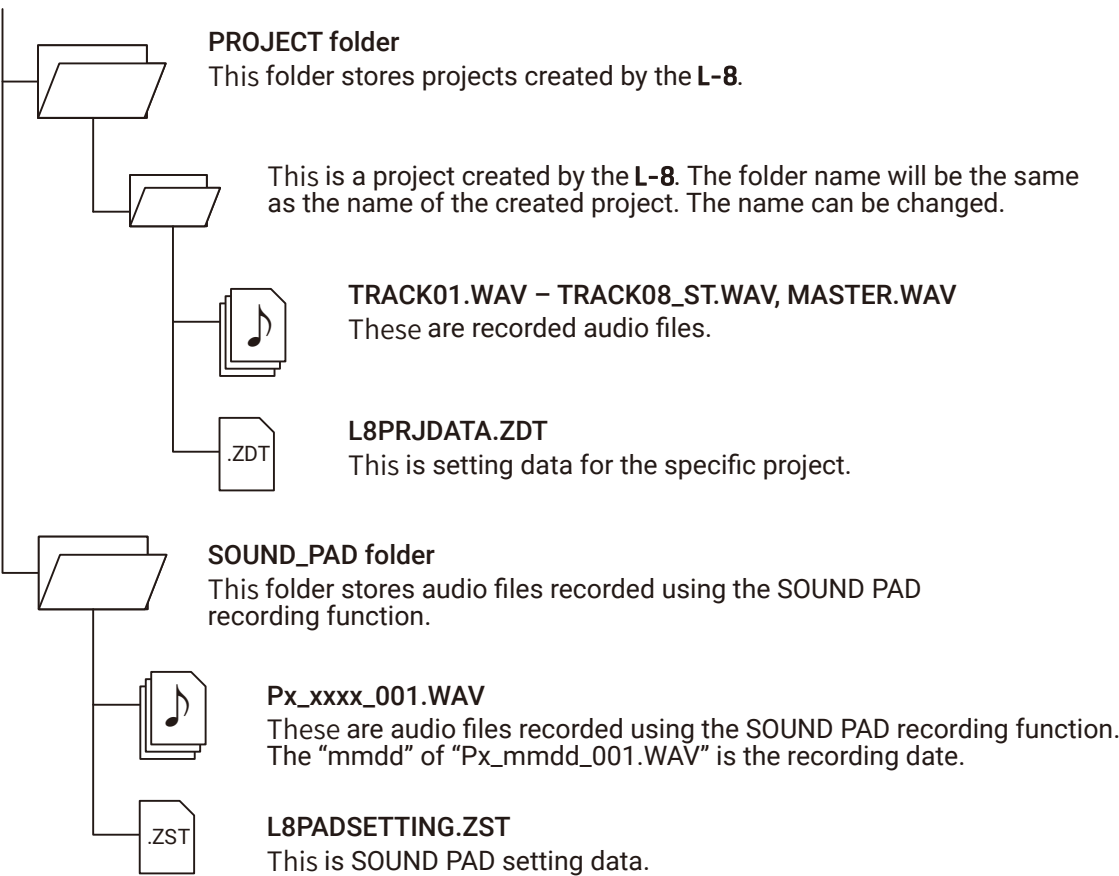 PROJECT folder
This folder stores projects created by the L-8.
This is a project created by the L-8. The folder name will be the same
as the name of the created project. The name can be changed.
TRACK01.WAV – TRACK08_ST.WAV, MASTER.WAV
These are recorded audio files.
.ZDT
L8PRJDATA.ZDT
This is setting data for the specific project.
SOUND_PAD folder
This folder stores audio files recorded using the SOUND PAD
recording function.
Px_xxxx_001.WAV
These are audio files recorded using the SOUND PAD recording function.
The “mmdd” of “Px_mmdd_001.WAV” is the recording date.
.ZST
L8PADSETTING.ZST
This is SOUND PAD setting data.